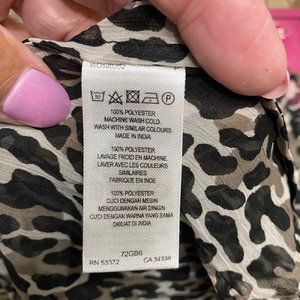 100% POLYESTER
MACHINE WASH COLD
WASH WITH SIMILAR COLOURS
MADE IN INDIA
100% POLYESTER
LAVAGE FROID EN MACHINE
LAVER AVEC LES COLEURS
SIMILAIRES
FABRIQUE EN INDE
100% POLYESTER
CUCI DENGAN MESIN
MENGGUNAKAN AIR DINGIN
CUCI DENGAN WARNA YANG SAMA
DIBUAT DI INDIA
72GB6
RN 53372 CA 34338